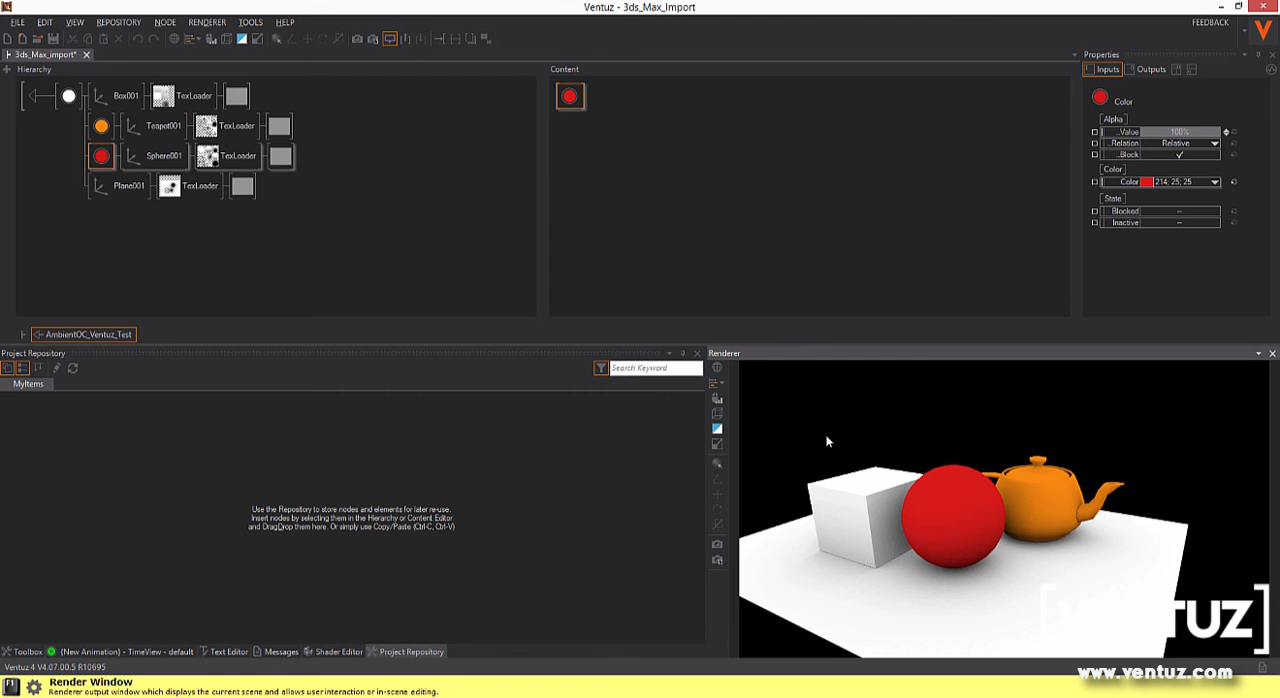 Ventuz - 3ds_Max_Import
FILE EDIT VIEW REPOSITORY NODE RENDERER TOOLS HELP
FEEDBACK
3ds_Max_import*
Hierarchy
Content
Properties
Inputs Outputs
Box001 TexLoader
Teapot001 TexLoader
Sphere001 TexLoader
Plane001 TexLoader
Color
Alpha
..Value 100%
..Relation Relative
..Block
Color
Color 214; 25; 25
State
Blocked --
Inactive --
AmbientOC_Ventuz_Test
Project Repository
Search Keyword
MyItems
Use the Repository to store nodes and elements for later re-use.
Insert nodes by selecting them in the Hierarchy or Content Editor
and Drag,Drop them here. Or simply use Copy/Paste (Ctrl-C, Ctrl-V)
Renderer
Toolbox (New Animation) - TimeView - default Text Editor Messages Shader Editor Project Repository
Ventuz 4 V4.07.00.5 R10695
[ventuz]
www.ventuz.com
F1
Render Window
Renderer output window which displays the current scene and allows user interaction or in-scene editing.